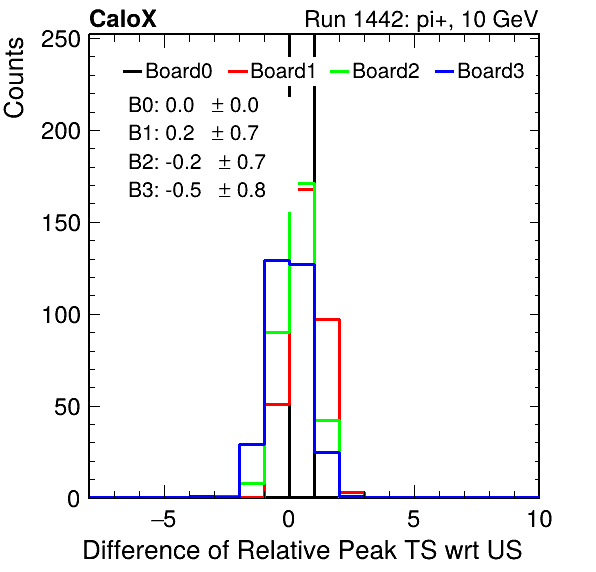 CaloX Run 1442: pi+, 10 GeV
Counts
250
200
150
100
50
0
Board0 Board1 Board2 Board3
B0: 0.0 ± 0.0
B1: 0.2 ± 0.7
B2: -0.2 ± 0.7
B3: -0.5 ± 0.8
−5 0 5 10
Difference of Relative Peak TS wrt US